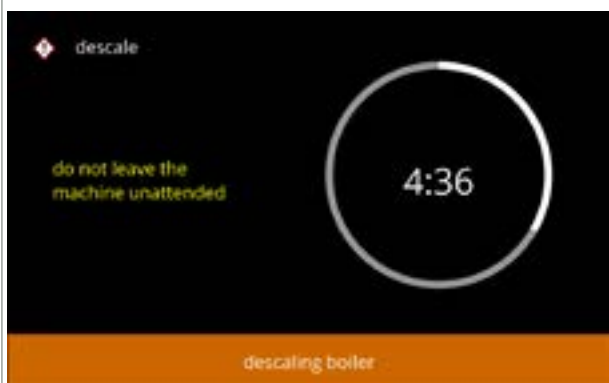 descale
do not leave the
machine unattended
4:36
descaling boiler